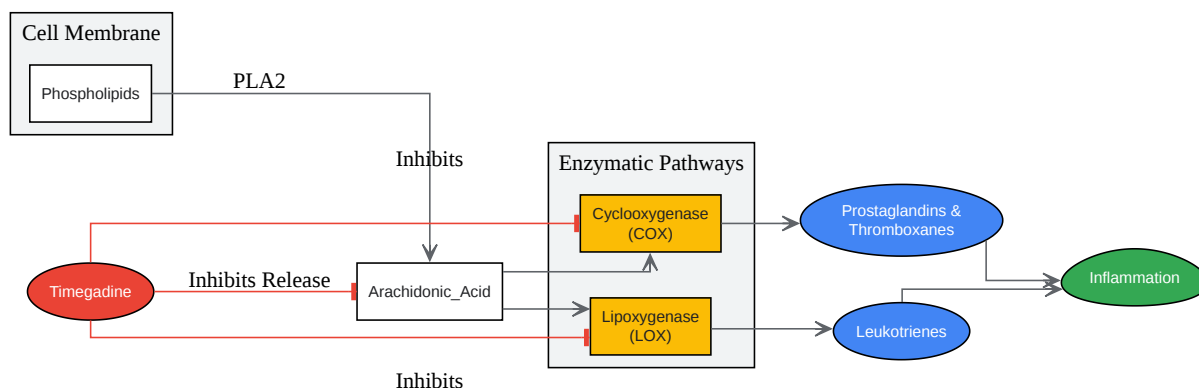 Cell Membrane
Phospholipids
PLA2
Inhibits
Enzymatic Pathways
Cyclooxygenase
(COX)
Prostaglandins &
Thromboxanes
Timegadine
Inhibits Release
Arachidonic_Acid
Inflammation
Lipoxygenase
(LOX)
Leukotrienes
Inhibits